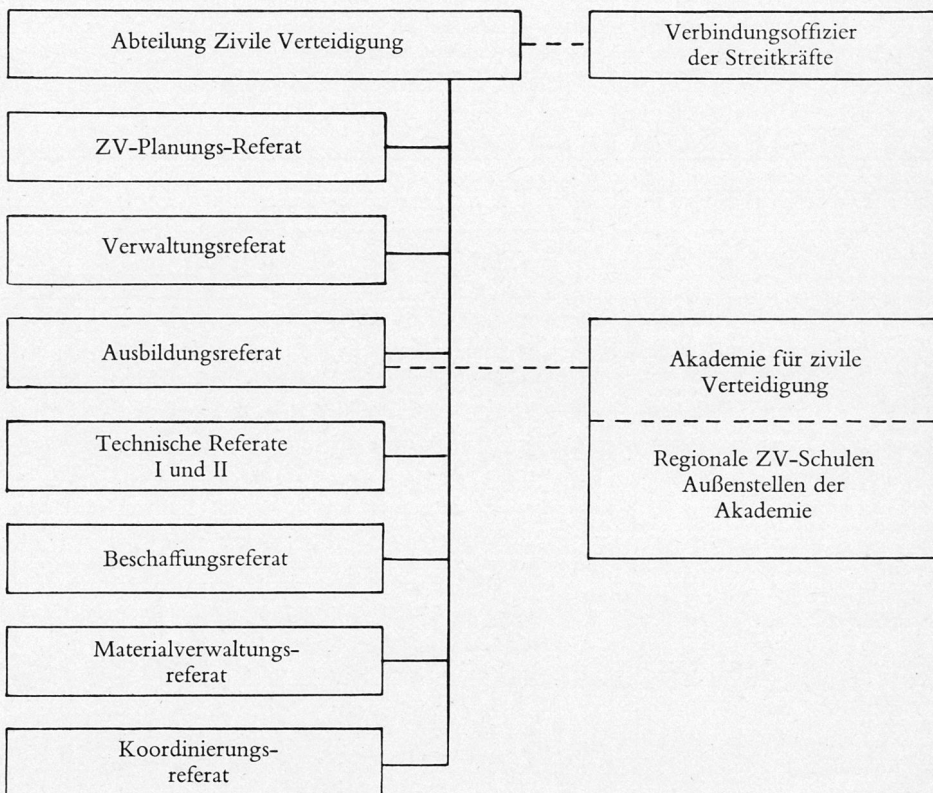 Abteilung Zivile Verteidigung
Verbindungsoffizier
der Streitkräfte
ZV-Planungs-Referat
Verwaltungsreferat
Ausbildungsreferat
Akademie für zivile
Verteidigung
Technische Referate
I und II
Regionale ZV-Schulen
Außenstellen der
Akademie
Beschaffungsreferat
Materialverwaltungs-
referat
Koordinierungs-
referat